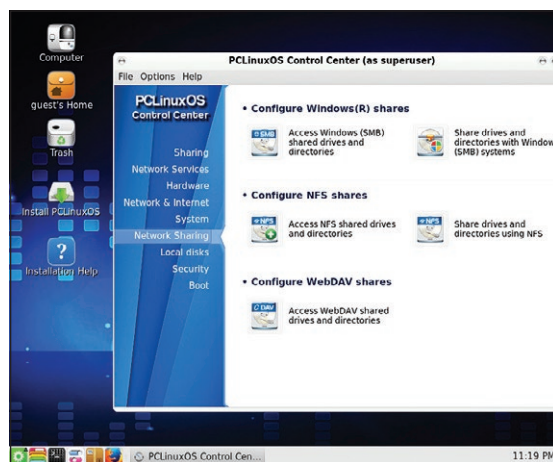 Computer
guest's Home
Trash
Install PCLinuxOS
?
Installation Help
PCLinuxOS Control Center (as superuser)
File Options Help
PCLinuxOS
Control Center
Sharing
Network Services
Hardware
Network & Internet
System
Network Sharing
Local disks
Security
Boot
• Configure Windows(R) shares
SMB
Access Windows (SMB)
shared drives and
directories
Share drives and
directories with Window
(SMB) systems
• Configure NFS shares
NFS
Access NFS shared drives
and directories
NFS
Share drives and
directories using NFS
• Configure WebDAV shares
DAV
Access WebDAV shared
drives and directories
PCLinuxOS Control Cen...
11:19 PM